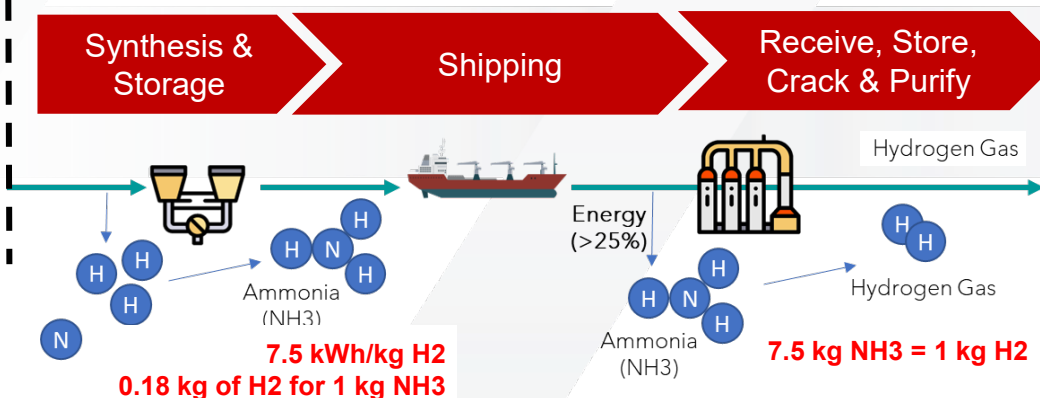 Synthesis &
Storage
Shipping
Receive, Store,
Crack & Purify
Hydrogen Gas
Energy
(>25%)
H
H
H
N
H
N
H
H
Ammonia
(NH3)
H
N
H
H
Ammonia
(NH3)
H
H
Hydrogen Gas
7.5 kWh/kg H2
0.18 kg of H2 for 1 kg NH3
7.5 kg NH3 = 1 kg H2